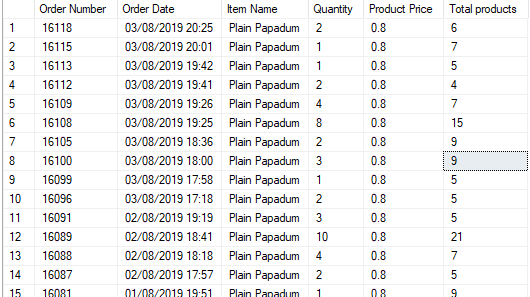 Order Number Order Date Item Name Quantity Product Price Total products
1 16118 03/08/2019 20:25 Plain Papadum 2 0.8 6
2 16115 03/08/2019 20:01 Plain Papadum 1 0.8 7
3 16113 03/08/2019 19:42 Plain Papadum 1 0.8 5
4 16112 03/08/2019 19:41 Plain Papadum 2 0.8 4
5 16109 03/08/2019 19:26 Plain Papadum 4 0.8 7
6 16108 03/08/2019 19:25 Plain Papadum 8 0.8 15
7 16105 03/08/2019 18:36 Plain Papadum 2 0.8 9
8 16100 03/08/2019 18:00 Plain Papadum 3 0.8 9
9 16099 03/08/2019 17:58 Plain Papadum 1 0.8 5
10 16096 03/08/2019 17:18 Plain Papadum 2 0.8 5
11 16091 02/08/2019 19:19 Plain Papadum 3 0.8 5
12 16089 02/08/2019 18:41 Plain Papadum 10 0.8 21
13 16088 02/08/2019 18:18 Plain Papadum 4 0.8 7
14 16087 02/08/2019 17:57 Plain Papadum 2 0.8 5
15 16081 01/08/2019 19:51 Plain Papadum 1 0.8 9